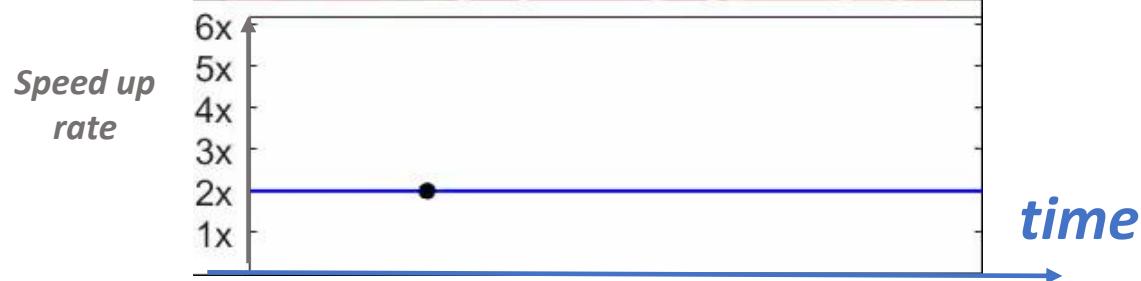 6x
5x
4x
3x
2x
1x
Speed up
rate
time